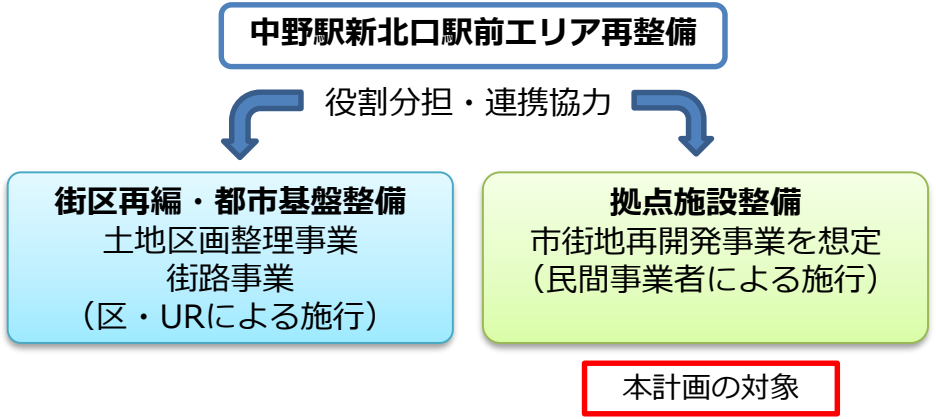 中野駅新北口駅前エリア再整備
役割分担・連携協力
街区再編・都市基盤整備
土地区画整理事業
街路事業
（区・URによる施行）
拠点施設整備
市街地再開発事業を想定
（民間事業者による施行）
本計画の対象